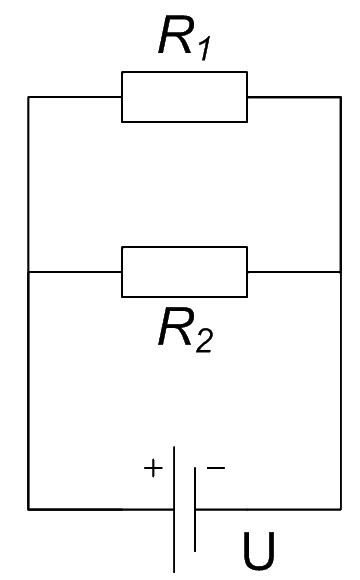 R₁
R₂
+ −
U